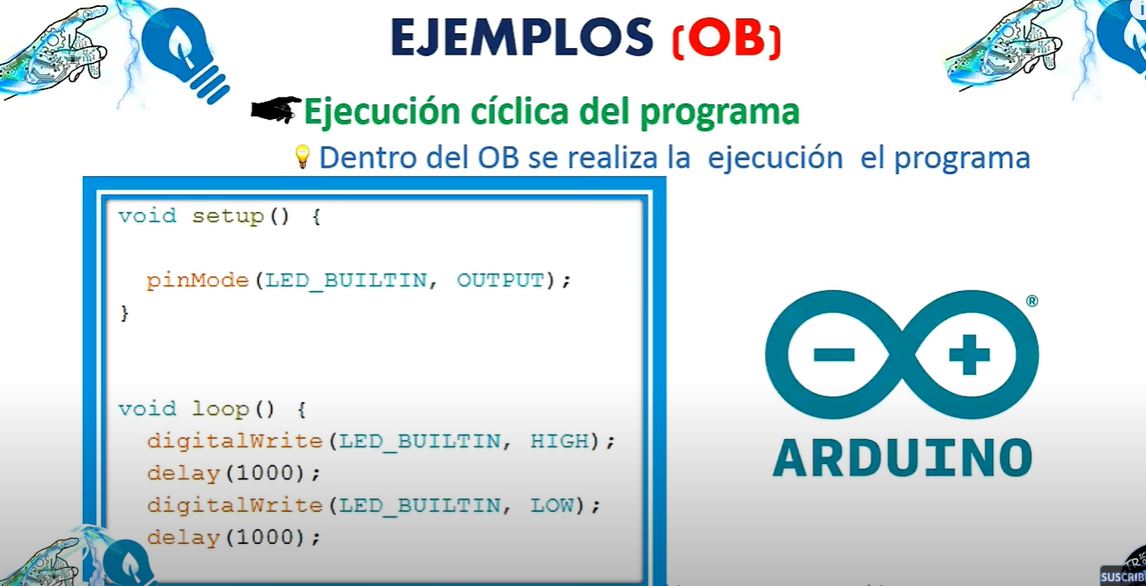 EJEMPLOS (OB)
Ejecución cíclica del programa
Dentro del OB se realiza la ejecución el programa
void setup() {
pinMode(LED_BUILTIN, OUTPUT);
}
void loop() {
digitalWrite(LED_BUILTIN, HIGH);
delay(1000);
digitalWrite(LED_BUILTIN, LOW);
delay(1000);
®
ARDUINO